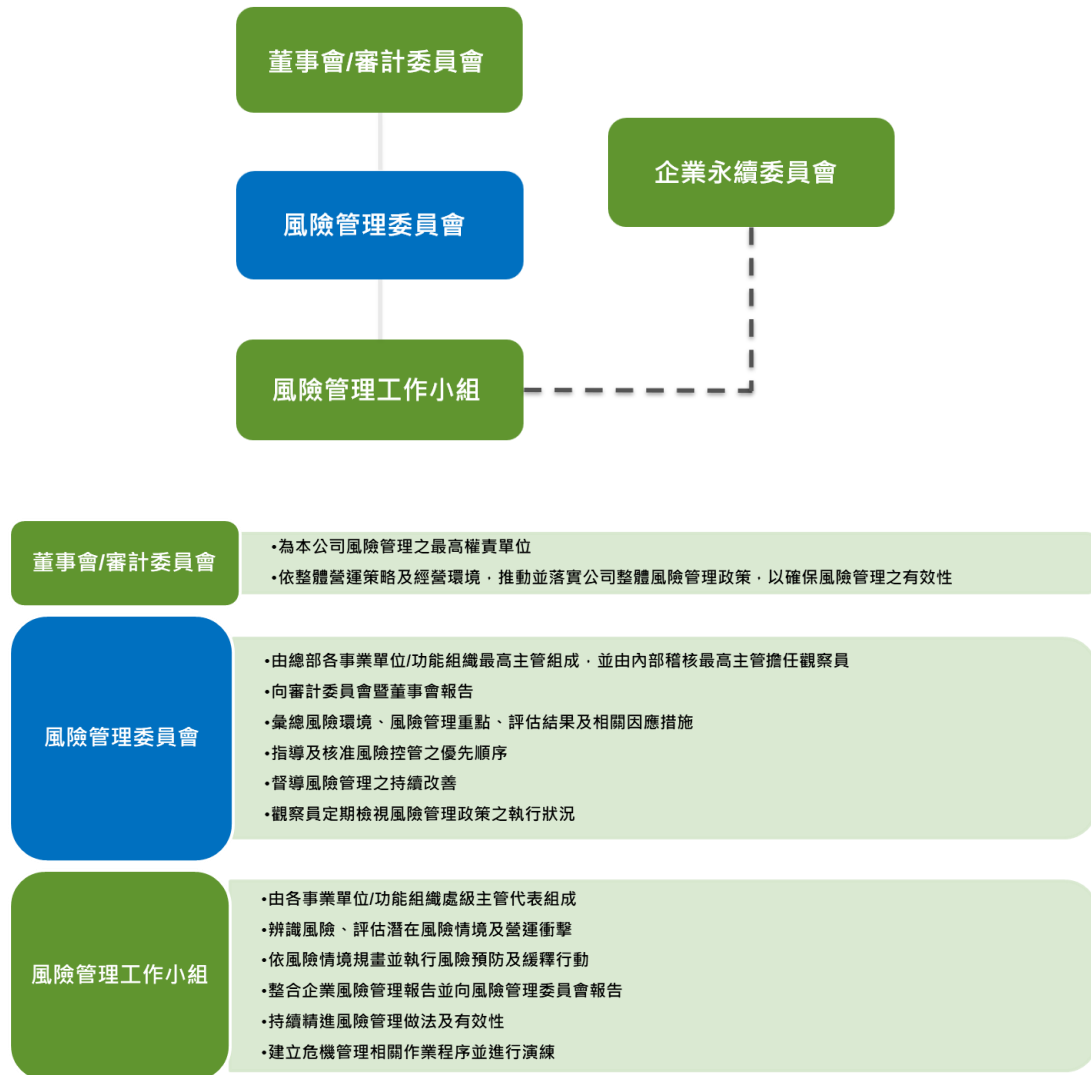 董事會/審計委員會
企業永續委員會
風險管理委員會
風險管理工作小組
董事會/審計委員會
•為本公司風險管理之最高權責單位
•依整體營運策略及經營環境，推動並落實公司整體風險管理政策，以確保風險管理之有效性
風險管理委員會
•由總部各事業單位/功能組織最高主管組成，並由內部稽核最高主管擔任觀察員
•向審計委員會暨董事會報告
•彙總風險環境、風險管理重點、評估結果及相關因應措施
•指導及核准風險控管之優先順序
•督導風險管理之持續改善
•觀察員定期檢視風險管理政策之執行狀況
風險管理工作小組
•由各事業單位/功能組織處級主管代表組成
•辨識風險、評估潛在風險情境及營運衝擊
•依風險情境規畫並執行風險預防及緩釋行動
•整合企業風險管理報告並向風險管理委員會報告
•持續精進風險管理做法及有效性
•建立危機管理相關作業程序並進行演練